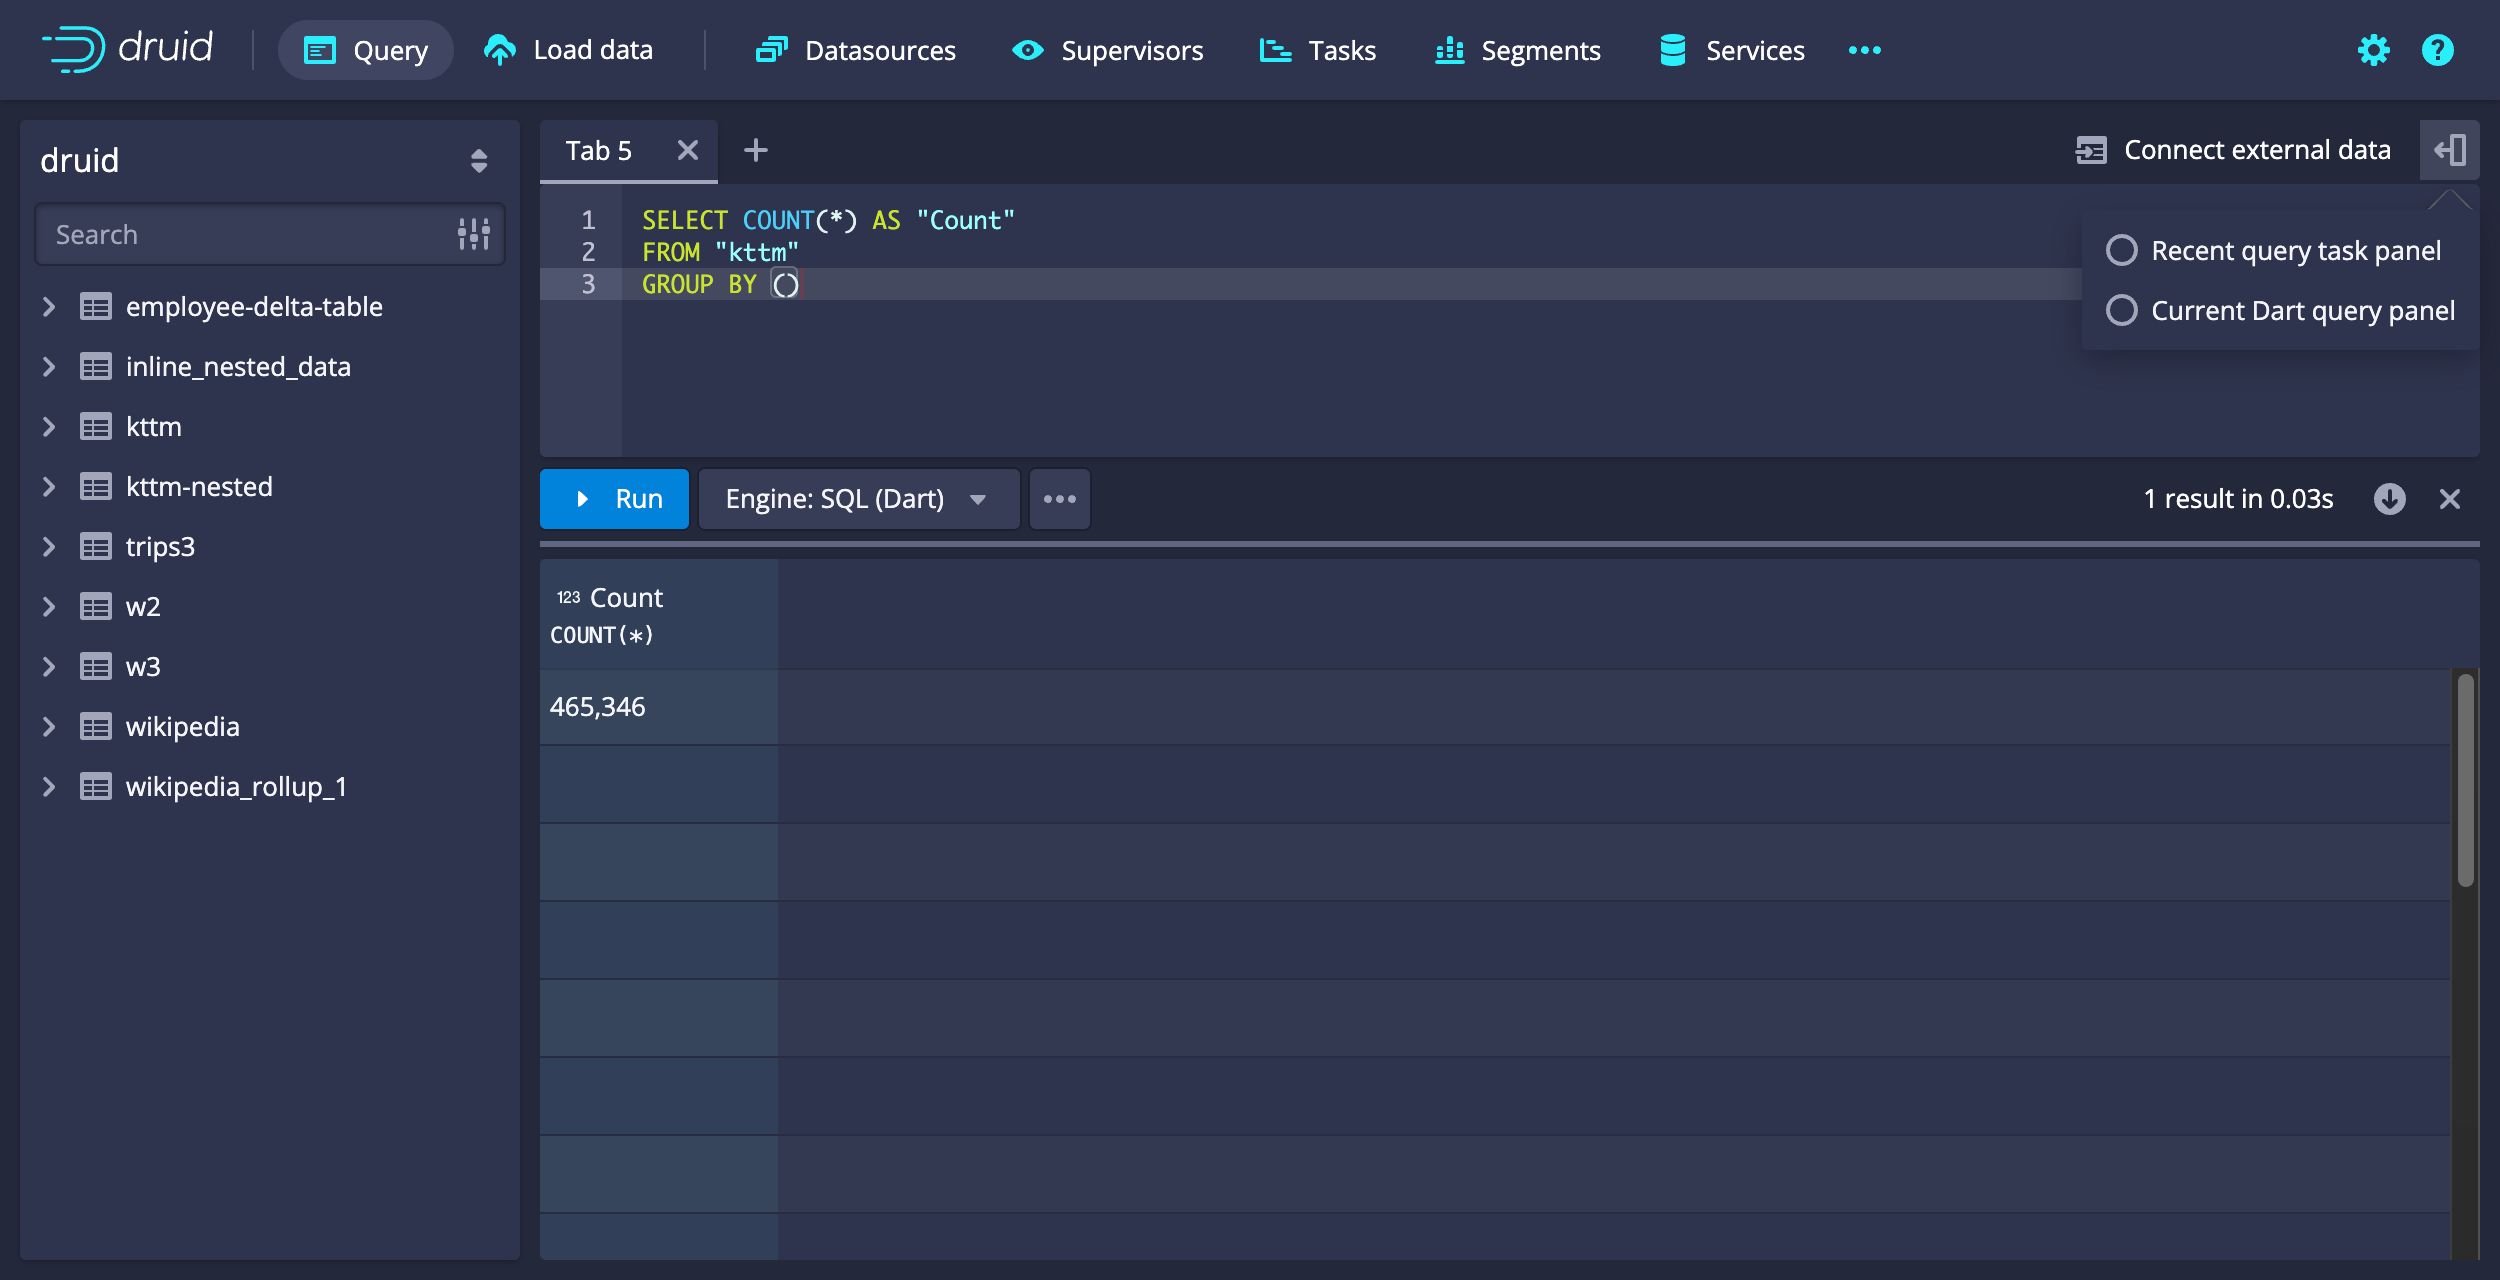 druid
Query
Load data
Datasources
Supervisors
Tasks
Segments
Services
druid
Search
employee-delta-table
inline_nested_data
kttm
kttm-nested
trips3
w2
w3
wikipedia
wikipedia_rollup_1
Tab 5
Connect external data
1 SELECT COUNT(*) AS "Count"
2 FROM "kttm"
3 GROUP BY ()
Recent query task panel
Current Dart query panel
Run
Engine: SQL (Dart)
1 result in 0.03s
123 Count
COUNT(*)
465,346